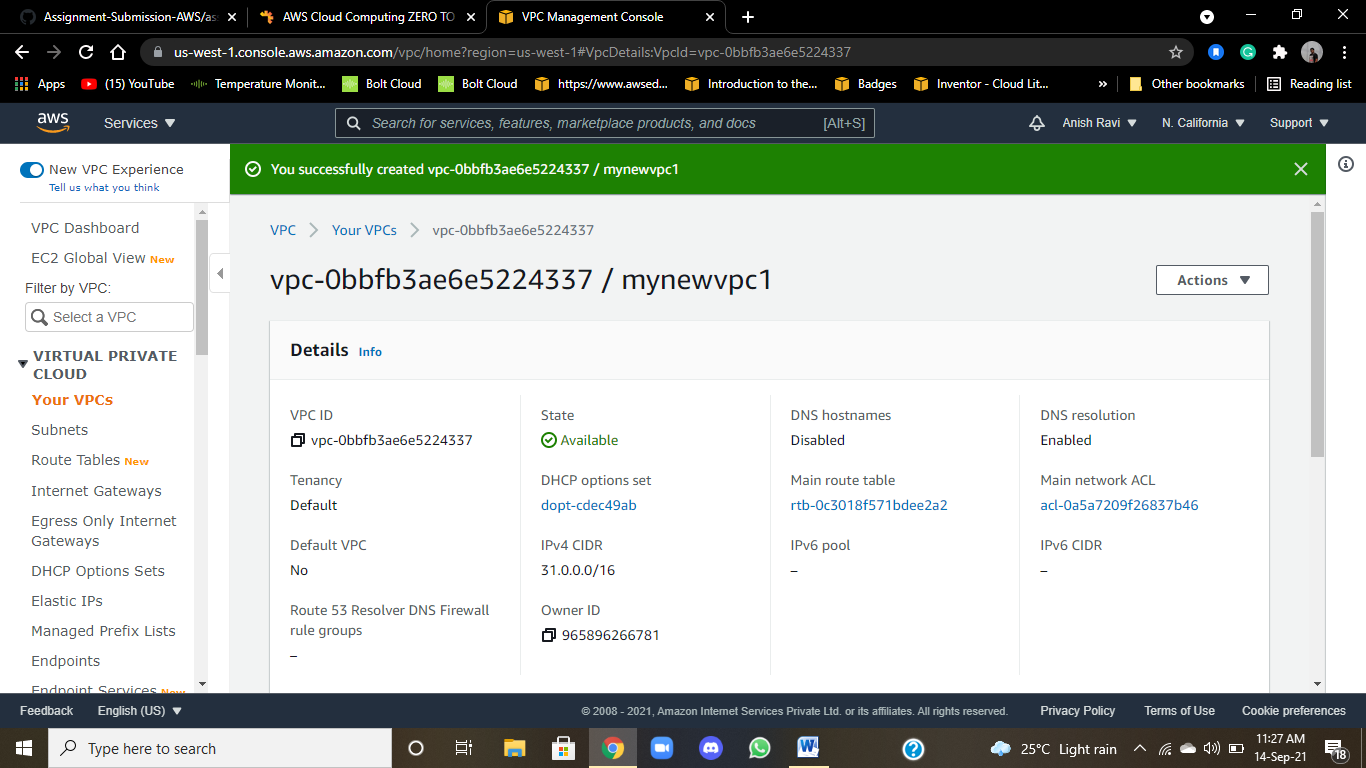 Assignment-Submission-AWS/as
AWS Cloud Computing ZERO TO
VPC Management Console
us-west-1.console.aws.amazon.com/vpc/home?region=us-west-1#VpcDetails:VpcId=vpc-0bbfb3ae6e5224337
Apps
(15) YouTube
Temperature Monit...
Bolt Cloud
Bolt Cloud
https://www.awsed...
Introduction to the...
Badges
Inventor - Cloud Lit...
»
Other bookmarks
Reading list
aws
Services
Search for services, features, marketplace products, and docs
[Alt+S]
Anish Ravi
N. California
Support
New VPC Experience
Tell us what you think
VPC Dashboard
EC2 Global View New
Filter by VPC:
Select a VPC
VIRTUAL PRIVATE
CLOUD
Your VPCs
Subnets
Route Tables New
Internet Gateways
Egress Only Internet
Gateways
DHCP Options Sets
Elastic IPs
Managed Prefix Lists
Endpoints
Endpoint Services New
You successfully created vpc-0bbfb3ae6e5224337 / mynewvpc1
VPC
Your VPCs
vpc-0bbfb3ae6e5224337
vpc-0bbfb3ae6e5224337 / mynewvpc1
Actions
Details Info
VPC ID
vpc-0bbfb3ae6e5224337
State
Available
DNS hostnames
Disabled
DNS resolution
Enabled
Tenancy
Default
DHCP options set
dopt-cdec49ab
Main route table
rtb-0c3018f571bdee2a2
Main network ACL
acl-0a5a7209f26837b46
Default VPC
No
IPv4 CIDR
31.0.0.0/16
IPv6 pool
–
IPv6 CIDR
–
Route 53 Resolver DNS Firewall
rule groups
–
Owner ID
965896266781
Feedback
English (US)
© 2008 - 2021, Amazon Internet Services Private Ltd. or its affiliates. All rights reserved.
Privacy Policy
Terms of Use
Cookie preferences
Type here to search
25°C Light rain
11:27 AM
14-Sep-21
18